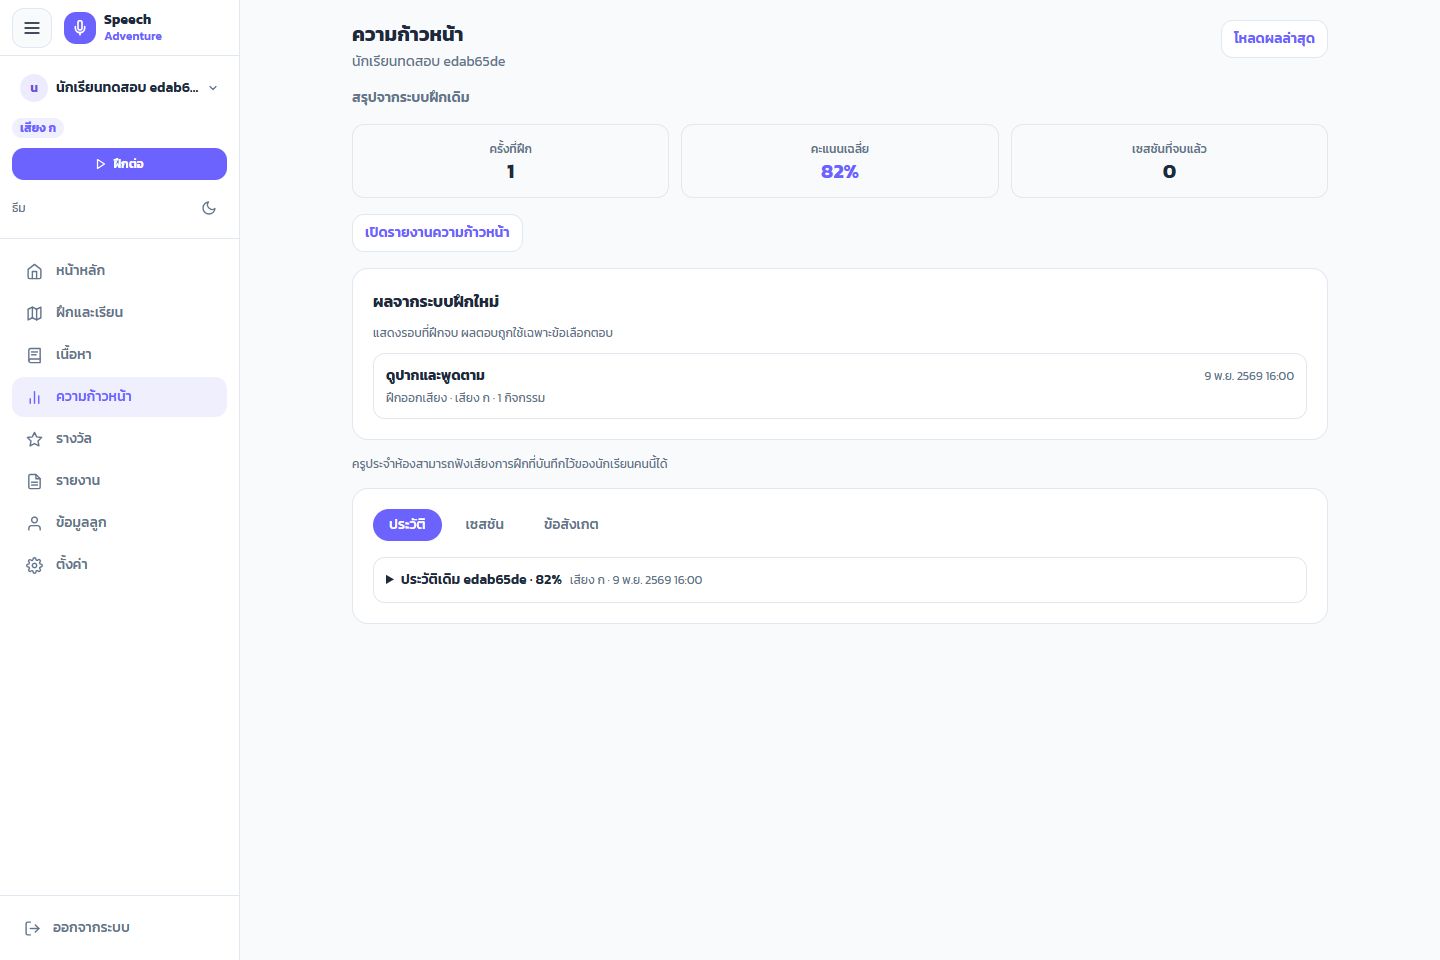 Speech
Adventure
น
นักเรียนทดสอบ edab6...
เสียง ก
ฝึกต่อ
ธีม
หน้าหลัก
ฝึกและเรียน
เนื้อหา
ความก้าวหน้า
รางวัล
รายงาน
ข้อมูลลูก
ตั้งค่า
ออกจากระบบ
ความก้าวหน้า
นักเรียนทดสอบ edab65de
โหลดผลล่าสุด
สรุปจากระบบฝึกเดิม
ครั้งที่ฝึก
1
คะแนนเฉลี่ย
82%
เซสชันที่จบแล้ว
0
เปิดรายงานความก้าวหน้า
ผลจากระบบฝึกใหม่
แสดงรอบที่ฝึกจบ ผลตอบถูกใช้เฉพาะข้อเลือกตอบ
ดูปากและพูดตาม
9 พ.ย. 2569 16:00
ฝึกออกเสียง · เสียง ก · 1 กิจกรรม
ครูประจำห้องสามารถฟังเสียงการฝึกที่บันทึกไว้ของนักเรียนคนนี้ได้
ประวัติ
เซสชัน
ข้อสังเกต
ประวัติเดิม edab65de · 82% เสียง ก · 9 พ.ย. 2569 16:00